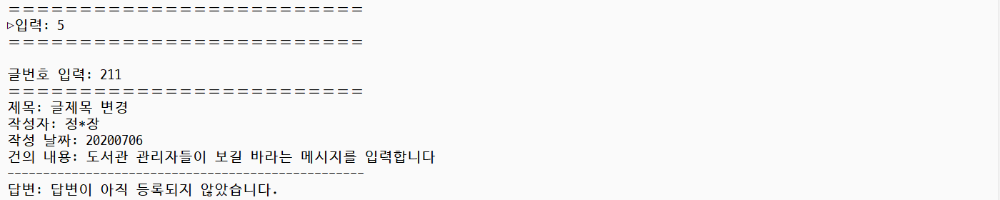 =========================
▷입력: 5
=========================
글번호 입력: 211
=========================
제목: 글제목 변경
작성자: 정*장
작성 날짜: 20200706
건의 내용: 도서관 관리자들이 보길 바라는 메시지를 입력합니다
--------------------------------------------------
답변: 답변이 아직 등록되지 않았습니다.